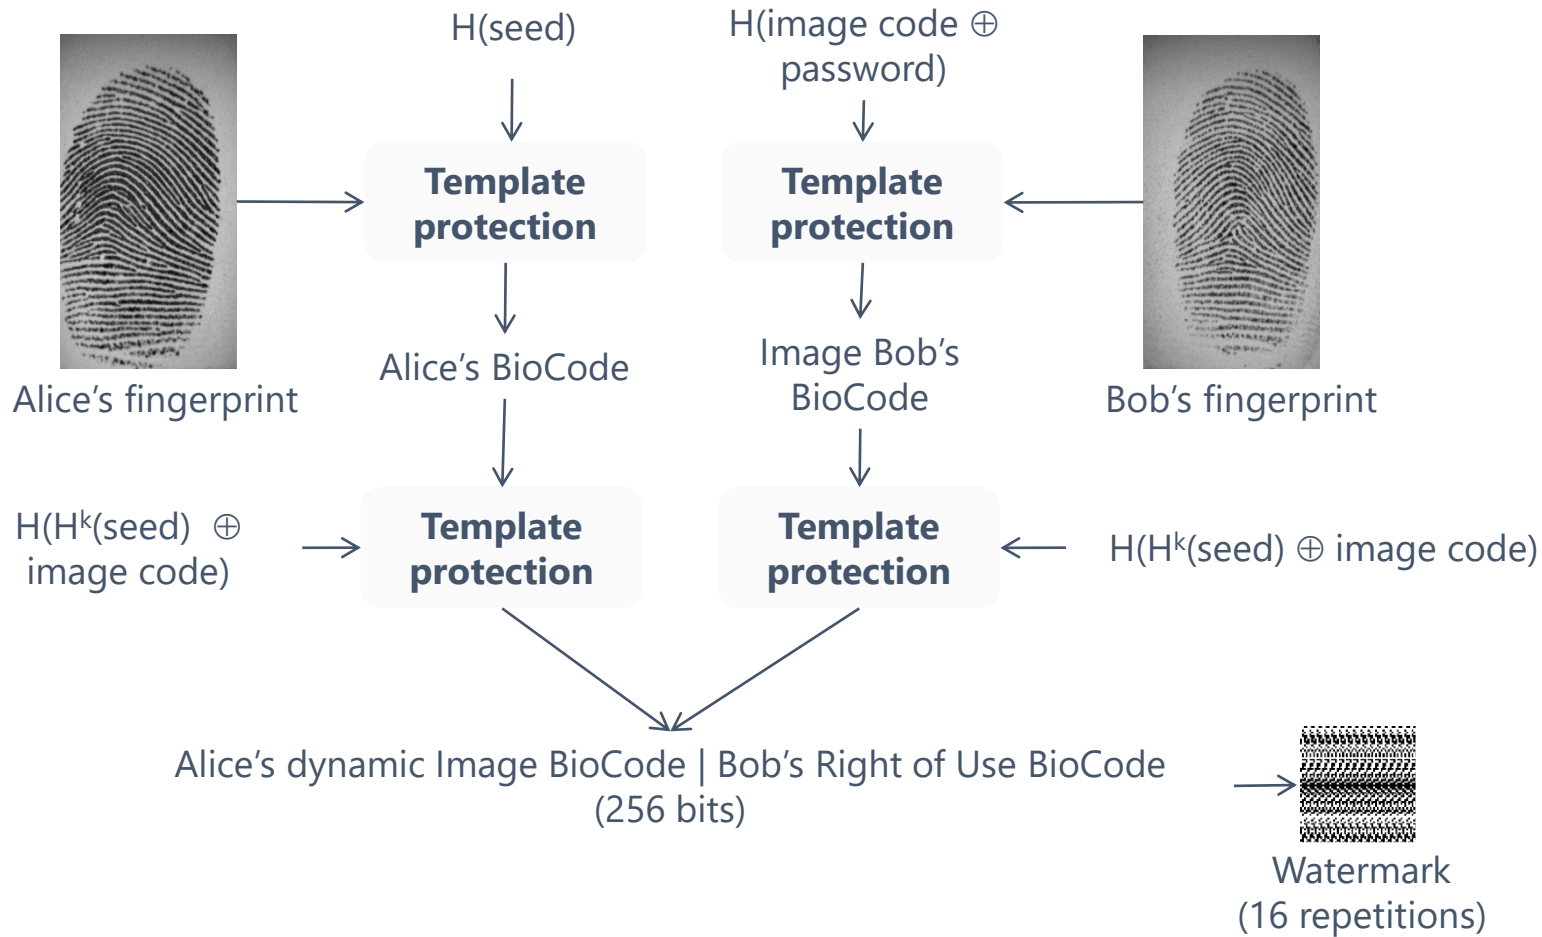 H(seed)
H(image code ⊕
password)
Template
protection
Template
protection
Alice’s BioCode
Image Bob’s
BioCode
Alice’s fingerprint
Bob’s fingerprint
H(Hᵏ(seed) ⊕
image code)
Template
protection
Template
protection
H(Hᵏ(seed) ⊕ image code)
Alice’s dynamic Image BioCode | Bob’s Right of Use BioCode
(256 bits)
Watermark
(16 repetitions)